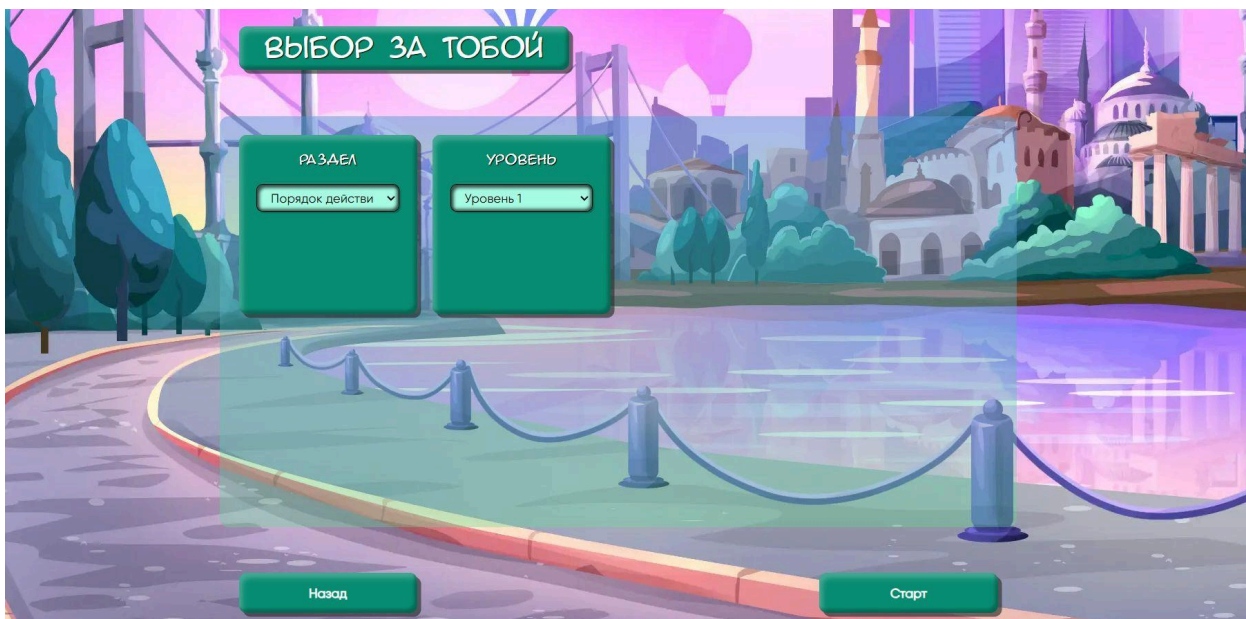 ВЫБОР ЗА ТОБОЙ
РАЗДЕЛ
Порядок действи
УРОВЕНЬ
Уровень 1
Назад
Старт